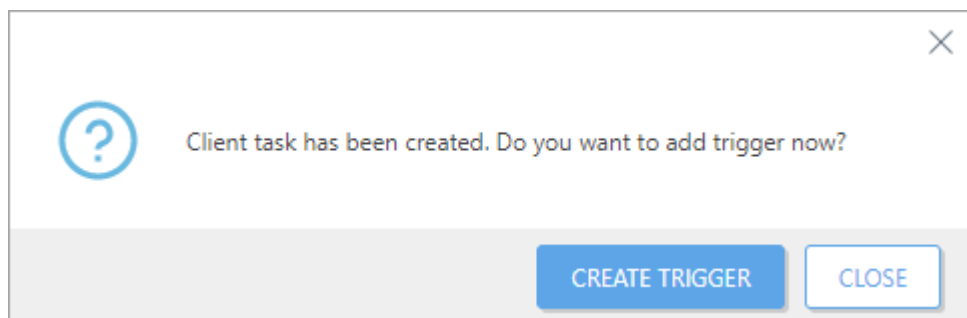 Client task has been created. Do you want to add trigger now?
CREATE TRIGGER
CLOSE